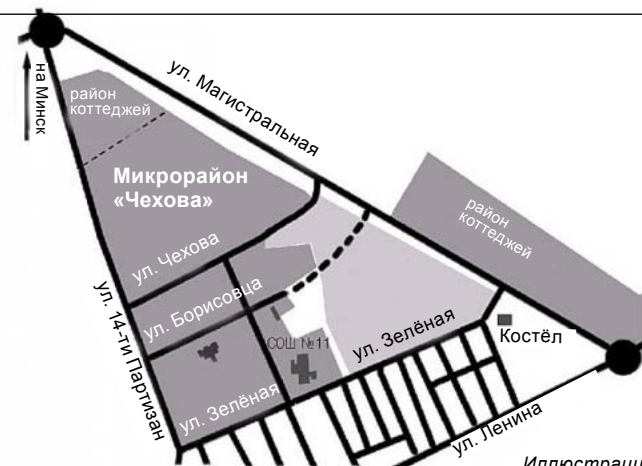 на Минск
район
коттеджей
ул. Магистральная
Микрорайон
«Чехова»
район
коттеджей
ул. Чехова
ул. Борисовца
ул. 14-ти Партизан
СОШ №11
ул. Зелёная
Костёл
ул. Зелёная
ул. Ленина